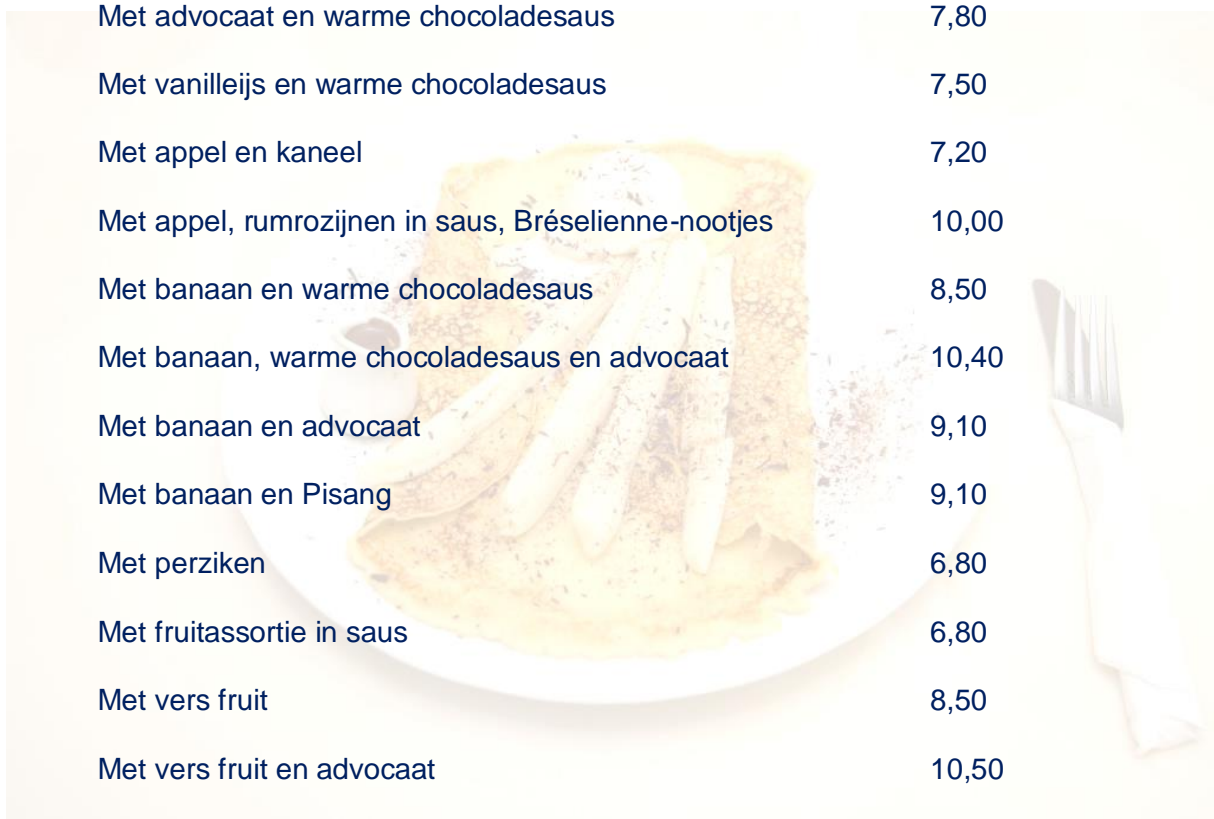 Met advocaat en warme chocoladesaus 7,80
Met vanilleijs en warme chocoladesaus 7,50
Met appel en kaneel 7,20
Met appel, rumrozijnen in saus, Bréselienne-nootjes 10,00
Met banaan en warme chocoladesaus 8,50
Met banaan, warme chocoladesaus en advocaat 10,40
Met banaan en advocaat 9,10
Met banaan en Pisang 9,10
Met perziken 6,80
Met fruitassortie in saus 6,80
Met vers fruit 8,50
Met vers fruit en advocaat 10,50